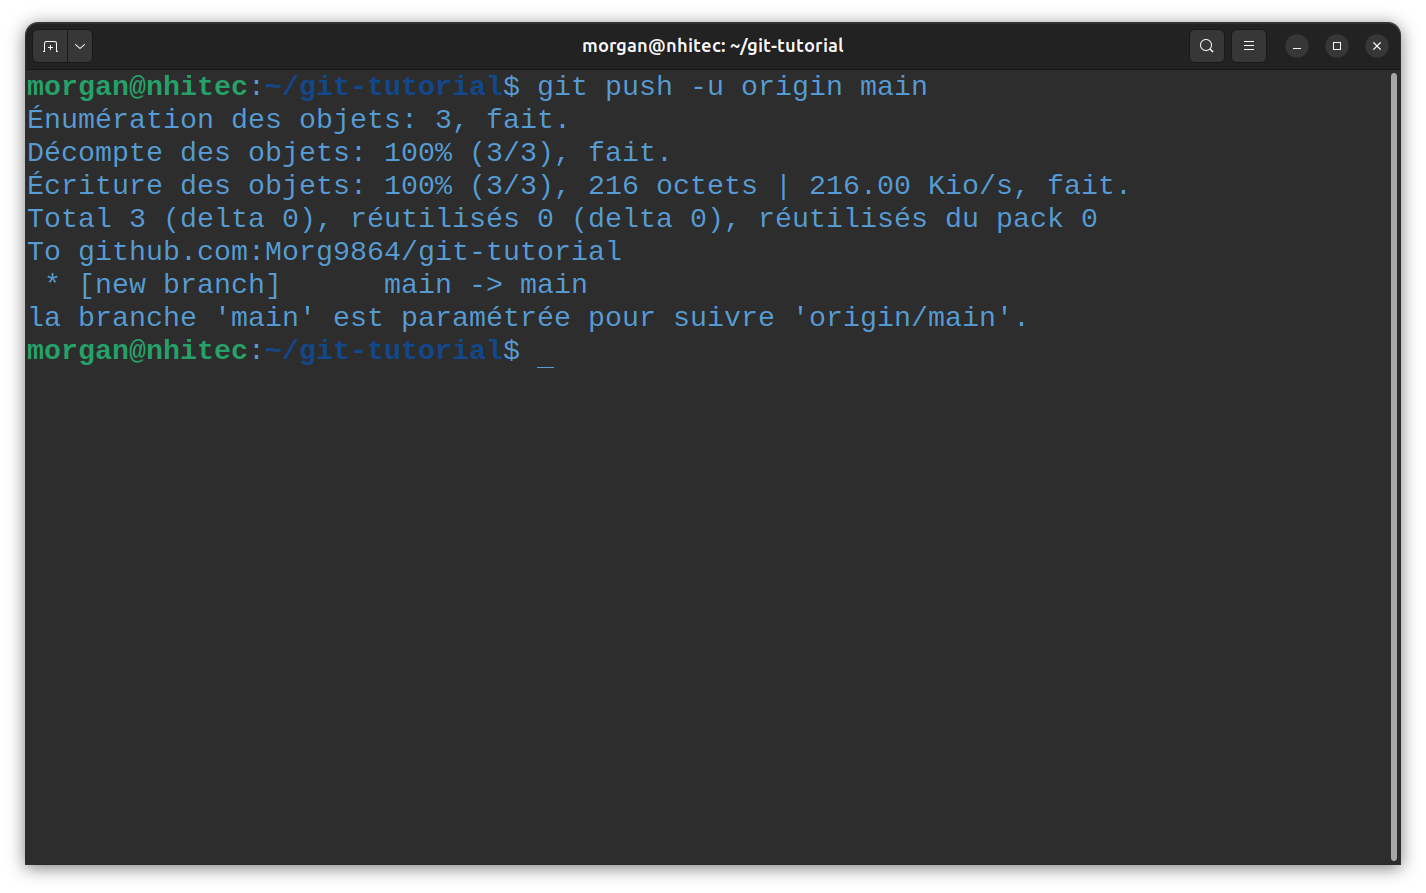 morgan@nhitec: ~/git-tutorial
morgan@nhitec:~/git-tutorial$ git push -u origin main
Énumération des objets: 3, fait.
Décompte des objets: 100% (3/3), fait.
Écriture des objets: 100% (3/3), 216 octets | 216.00 Kio/s, fait.
Total 3 (delta 0), réutilisés 0 (delta 0), réutilisés du pack 0
To github.com:Morg9864/git-tutorial
 * [new branch]      main -> main
la branche 'main' est paramétrée pour suivre 'origin/main'.
morgan@nhitec:~/git-tutorial$ _